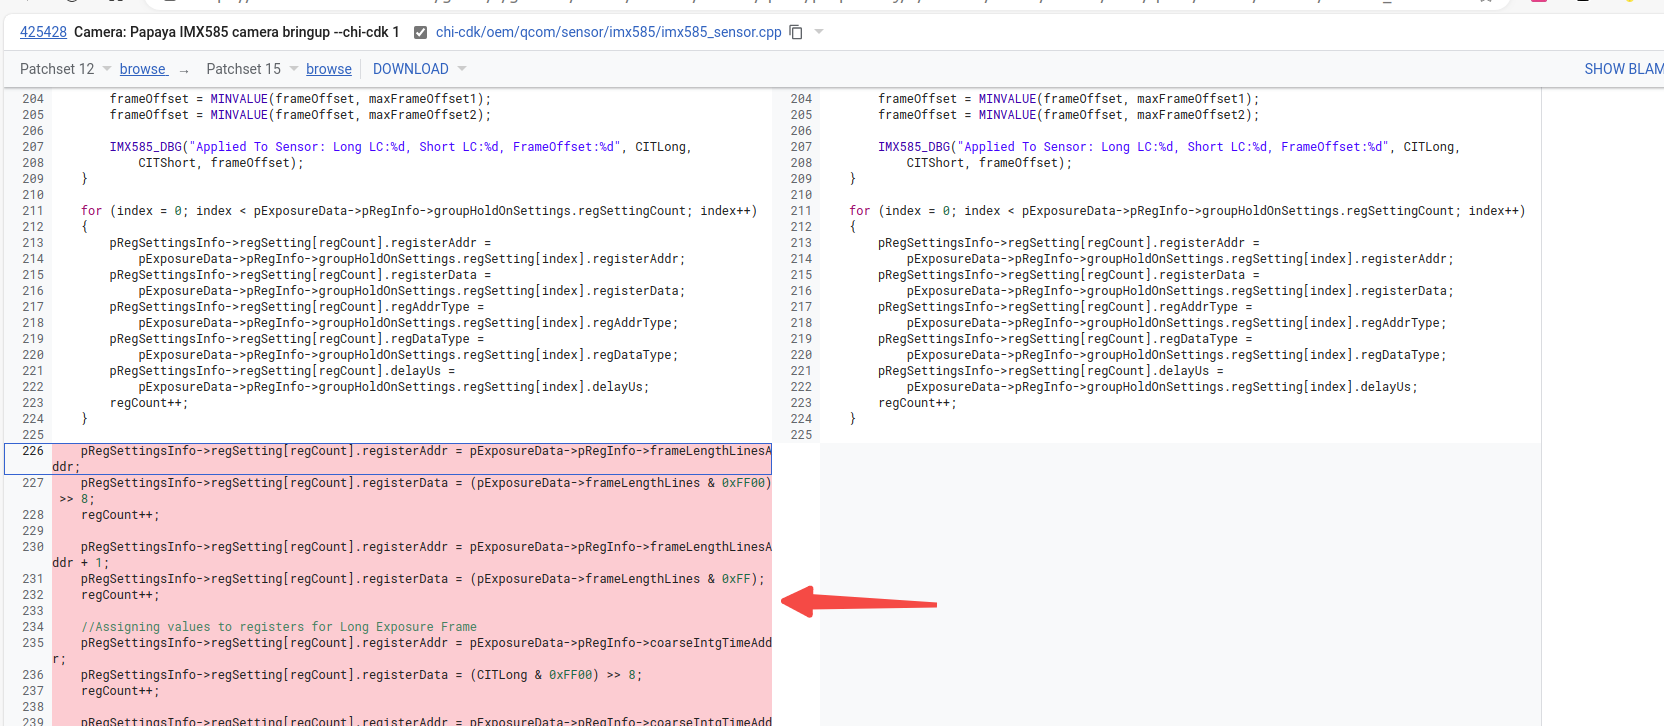 425428 Camera: Papaya IMX585 camera bringup --chi-cdk 1 chi-cdk/oem/qcom/sensor/imx585/imx585_sensor.cpp
Patchset 12 browse → Patchset 15 browse DOWNLOAD SHOW BLAM
204 frameOffset = MINVALUE(frameOffset, maxFrameOffset1);
205 frameOffset = MINVALUE(frameOffset, maxFrameOffset2);
206
207 IMX585_DBG("Applied To Sensor: Long LC:%d, Short LC:%d, FrameOffset:%d", CITLong,
208 CITShort, frameOffset);
209 }
210
211 for (index = 0; index < pExposureData->pRegInfo->groupHoldOnSettings.regSettingCount; index++)
212 {
213 pRegSettingsInfo->regSetting[regCount].registerAddr =
214 pExposureData->pRegInfo->groupHoldOnSettings.regSetting[index].registerAddr;
215 pRegSettingsInfo->regSetting[regCount].registerData =
216 pExposureData->pRegInfo->groupHoldOnSettings.regSetting[index].registerData;
217 pRegSettingsInfo->regSetting[regCount].regAddrType =
218 pExposureData->pRegInfo->groupHoldOnSettings.regSetting[index].regAddrType;
219 pRegSettingsInfo->regSetting[regCount].regDataType =
220 pExposureData->pRegInfo->groupHoldOnSettings.regSetting[index].regDataType;
221 pRegSettingsInfo->regSetting[regCount].delayUs =
222 pExposureData->pRegInfo->groupHoldOnSettings.regSetting[index].delayUs;
223 regCount++;
224 }
225
226 pRegSettingsInfo->regSetting[regCount].registerAddr = pExposureData->pRegInfo->frameLengthLinesA
ddr;
227 pRegSettingsInfo->regSetting[regCount].registerData = (pExposureData->frameLengthLines & 0xFF00)
>> 8;
228 regCount++;
229
230 pRegSettingsInfo->regSetting[regCount].registerAddr = pExposureData->pRegInfo->frameLengthLinesA
ddr + 1;
231 pRegSettingsInfo->regSetting[regCount].registerData = (pExposureData->frameLengthLines & 0xFF);
232 regCount++;
233
234 //Assigning values to registers for Long Exposure Frame
235 pRegSettingsInfo->regSetting[regCount].registerAddr = pExposureData->pRegInfo->coarseIntgTimeAdd
r;
236 pRegSettingsInfo->regSetting[regCount].registerData = (CITLong & 0xFF00) >> 8;
237 regCount++;
238
239 pRegSettingsInfo->regSetting[regCount].registerAddr = pExposureData->pRegInfo->coarseIntgTimeAdd
204 frameOffset = MINVALUE(frameOffset, maxFrameOffset1);
205 frameOffset = MINVALUE(frameOffset, maxFrameOffset2);
206
207 IMX585_DBG("Applied To Sensor: Long LC:%d, Short LC:%d, FrameOffset:%d", CITLong,
208 CITShort, frameOffset);
209 }
210
211 for (index = 0; index < pExposureData->pRegInfo->groupHoldOnSettings.regSettingCount; index++)
212 {
213 pRegSettingsInfo->regSetting[regCount].registerAddr =
214 pExposureData->pRegInfo->groupHoldOnSettings.regSetting[index].registerAddr;
215 pRegSettingsInfo->regSetting[regCount].registerData =
216 pExposureData->pRegInfo->groupHoldOnSettings.regSetting[index].registerData;
217 pRegSettingsInfo->regSetting[regCount].regAddrType =
218 pExposureData->pRegInfo->groupHoldOnSettings.regSetting[index].regAddrType;
219 pRegSettingsInfo->regSetting[regCount].regDataType =
220 pExposureData->pRegInfo->groupHoldOnSettings.regSetting[index].regDataType;
221 pRegSettingsInfo->regSetting[regCount].delayUs =
222 pExposureData->pRegInfo->groupHoldOnSettings.regSetting[index].delayUs;
223 regCount++;
224 }
225